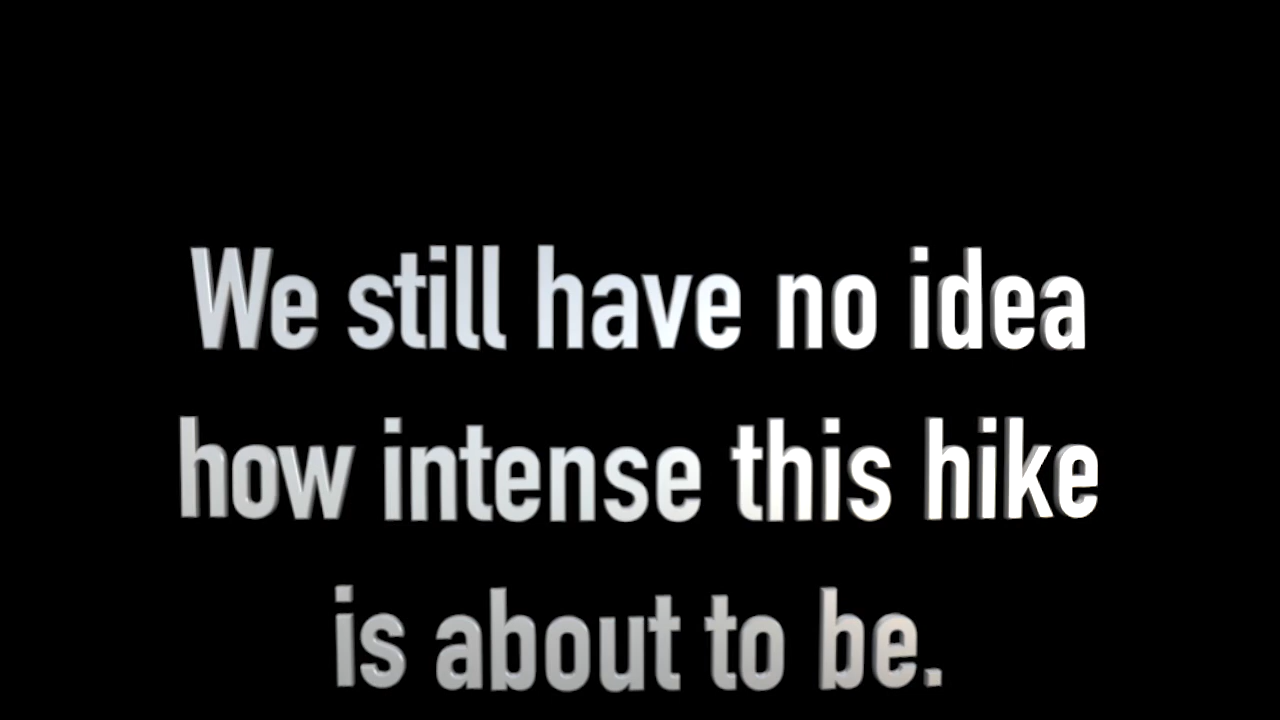 We still have no idea
how intense this hike
is about to be.